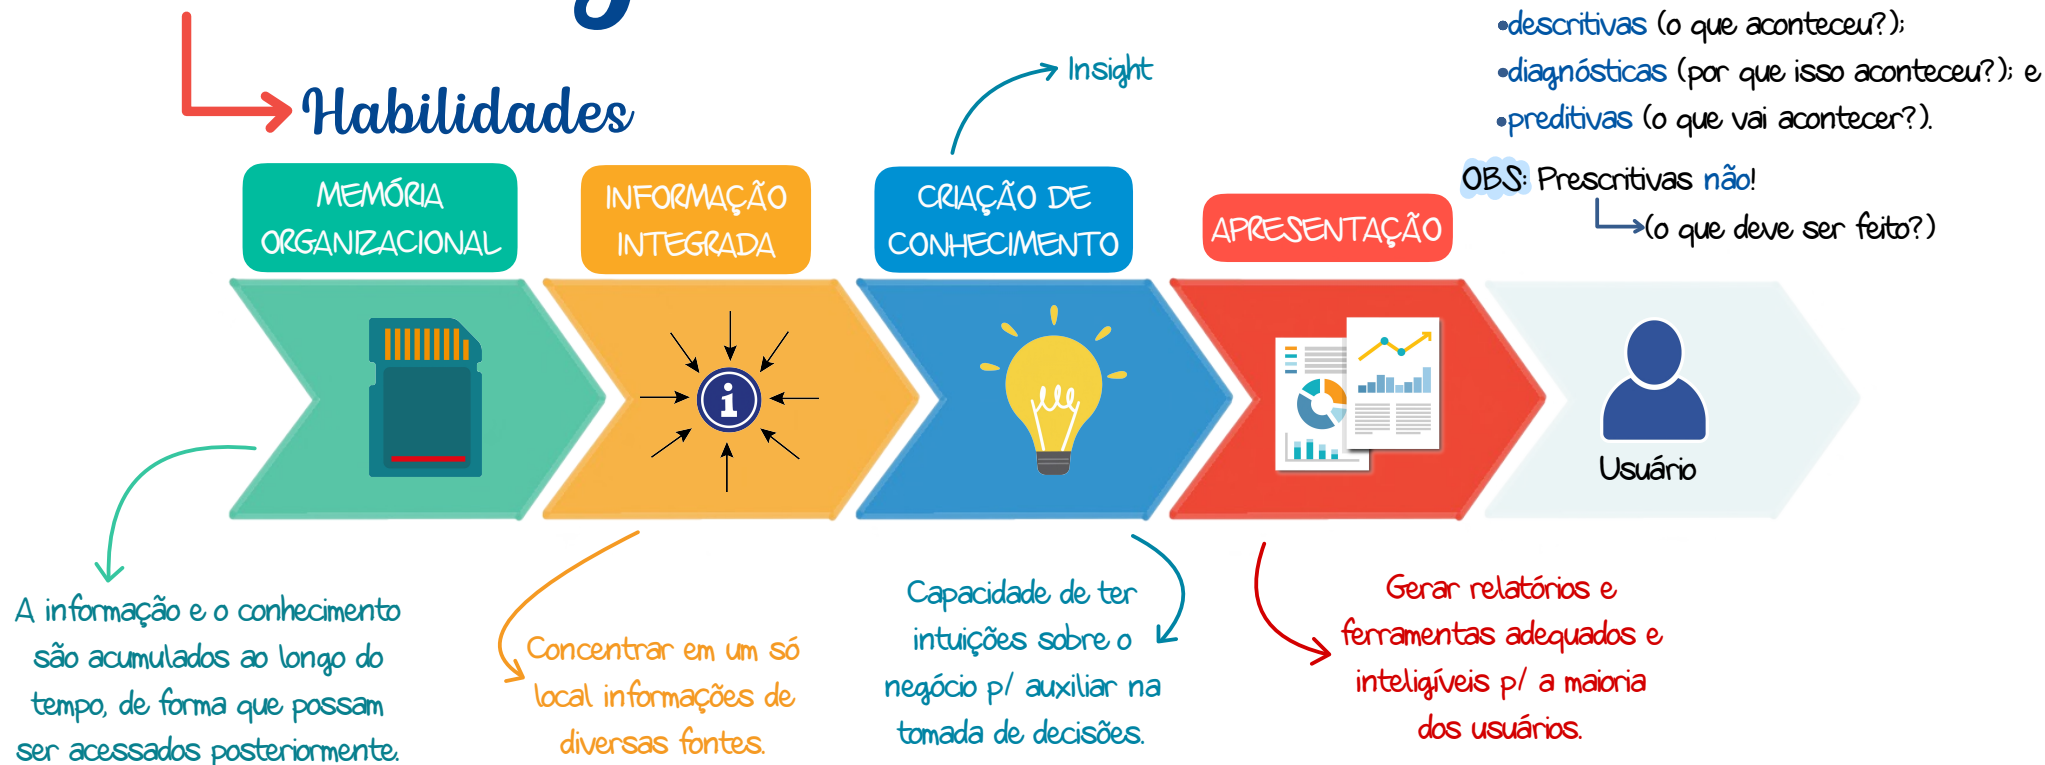 •descritivas (o que aconteceu?);
•diagnósticas (por que isso aconteceu?); e
•preditivas (o que vai acontecer?).
OBS: Prescritivas não!
(o que deve ser feito?)
Habilidades
Insight
MEMÓRIA
ORGANIZACIONAL
INFORMAÇÃO
INTEGRADA
CRIAÇÃO DE
CONHECIMENTO
APRESENTAÇÃO
i
Usuário
A informação e o conhecimento
são acumulados ao longo do
tempo, de forma que possam
ser acessados posteriormente.
Concentrar em um só
local informações de
diversas fontes.
Capacidade de ter
intuições sobre o
negócio p/ auxiliar na
tomada de decisões.
Gerar relatórios e
ferramentas adequados e
inteligíveis p/ a maioria
dos usuários.